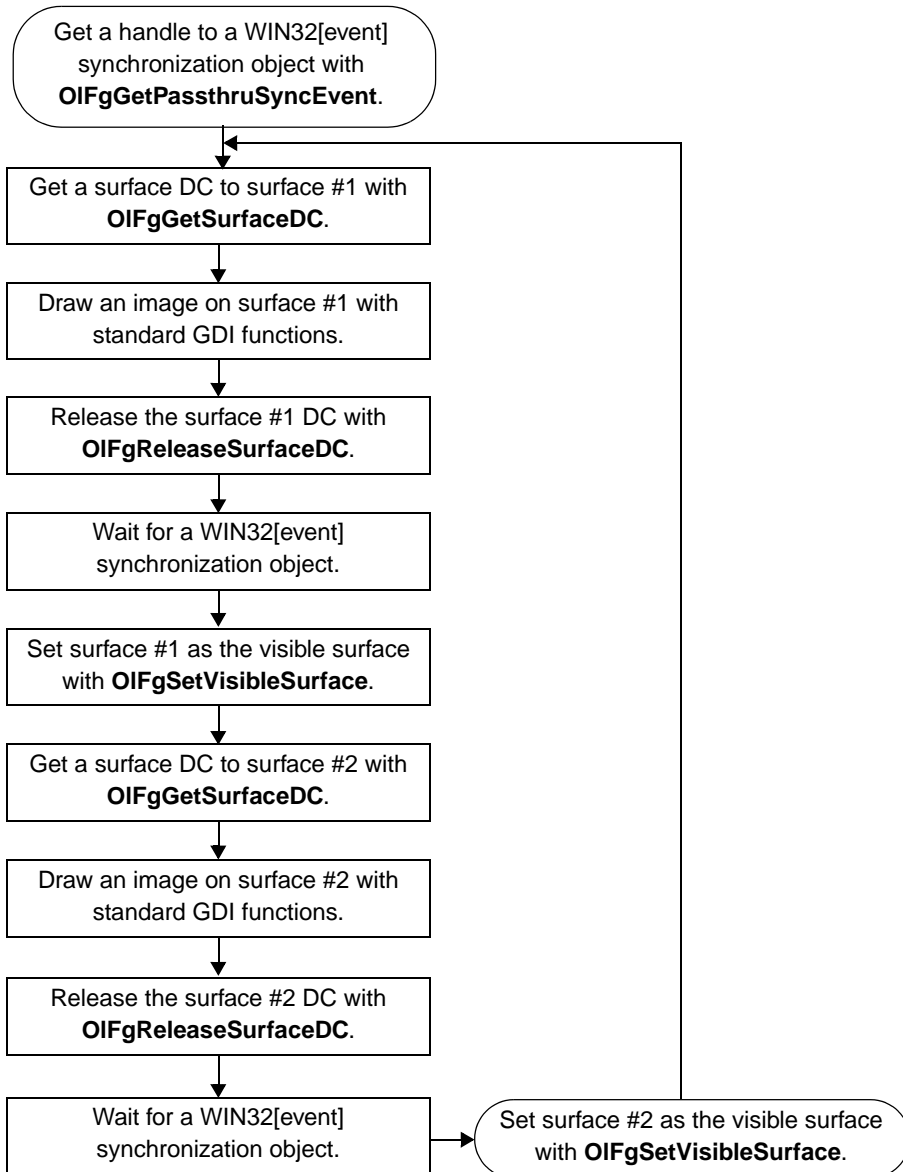 Get a handle to a WIN32[event]
synchronization object with
OlFgGetPassthruSyncEvent.
Get a surface DC to surface #1 with
OlFgGetSurfaceDC.
Draw an image on surface #1 with
standard GDI functions.
Release the surface #1 DC with
OlFgReleaseSurfaceDC.
Wait for a WIN32[event]
synchronization object.
Set surface #1 as the visible surface
with OlFgSetVisibleSurface.
Get a surface DC to surface #2 with
OlFgGetSurfaceDC.
Draw an image on surface #2 with
standard GDI functions.
Release the surface #2 DC with
OlFgReleaseSurfaceDC.
Wait for a WIN32[event]
synchronization object.
Set surface #2 as the visible surface
with OlFgSetVisibleSurface.